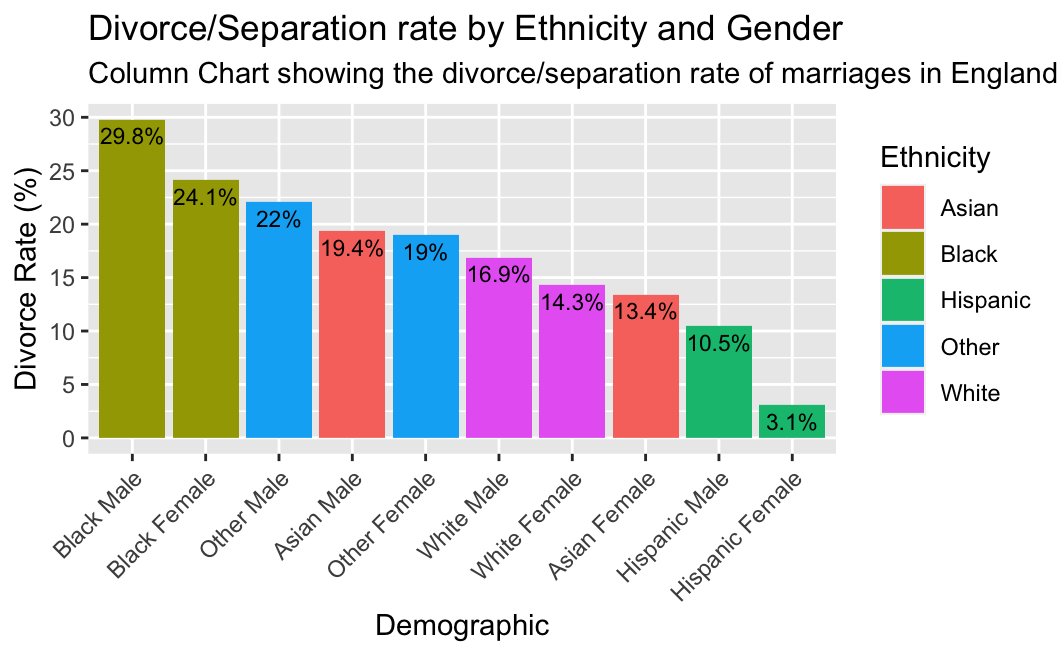 Divorce/Separation rate by Ethnicity and Gender
Column Chart showing the divorce/separation rate of marriages in England
Divorce Rate (%)
30
25
20
15
10
5
0
29.8%
24.1%
22%
19.4%
19%
16.9%
14.3%
13.4%
10.5%
3.1%
Black Male
Black Female
Other Male
Asian Male
Other Female
White Male
White Female
Asian Female
Hispanic Male
Hispanic Female
Demographic
Ethnicity
Asian
Black
Hispanic
Other
White